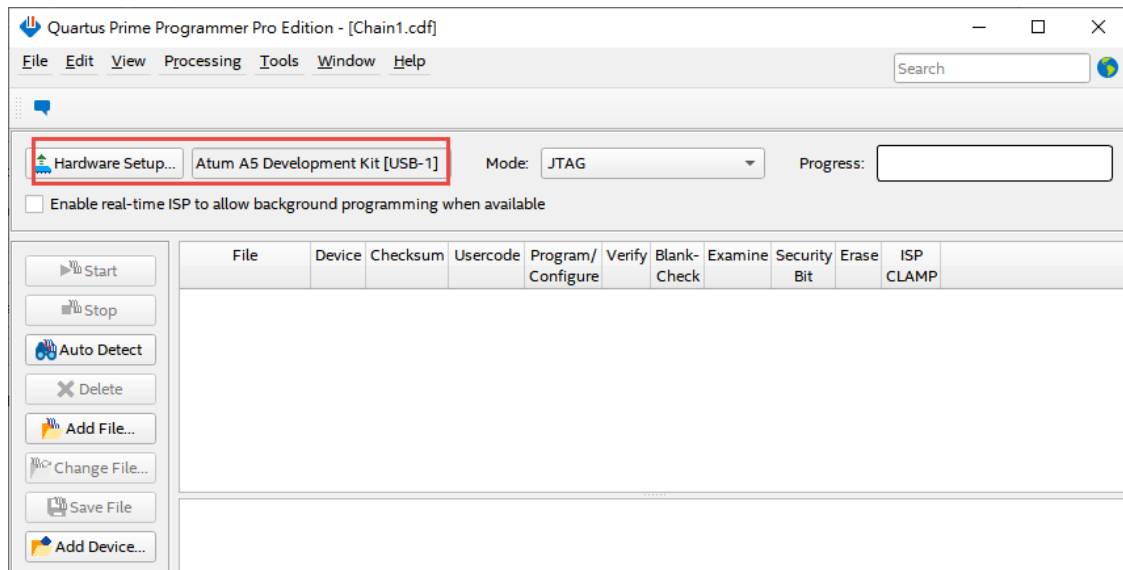 Quartus Prime Programmer Pro Edition - [Chain1.cdf]
File Edit View Processing Tools Window Help
Search
Hardware Setup... Atum A5 Development Kit [USB-1] Mode: JTAG Progress:
Enable real-time ISP to allow background programming when available
File Device Checksum Usercode Program/ Verify Blank- Examine Security Erase ISP
Configure Check Bit CLAMP
Start
Stop
Auto Detect
Delete
Add File...
Change File...
Save File
Add Device...